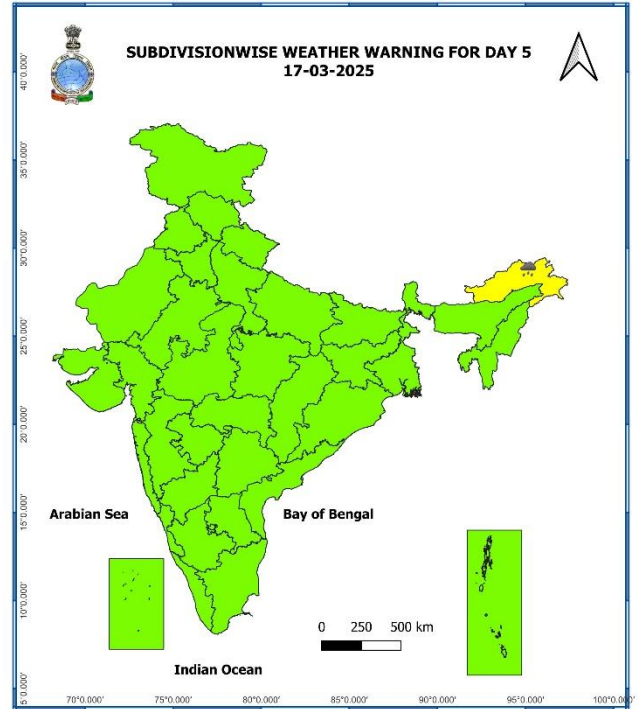 SUBDIVISIONWISE WEATHER WARNING FOR DAY 5
17-03-2025
40°0.000'
35°0.000'
30°0.000'
25°0.000'
20°0.000'
15°0.000'
10°0.000'
5°0.000'
Arabian Sea
Bay of Bengal
0 250 500 km
Indian Ocean
70°0.000' 75°0.000' 80°0.000' 85°0.000' 90°0.000' 95°0.000' 100°0.000'